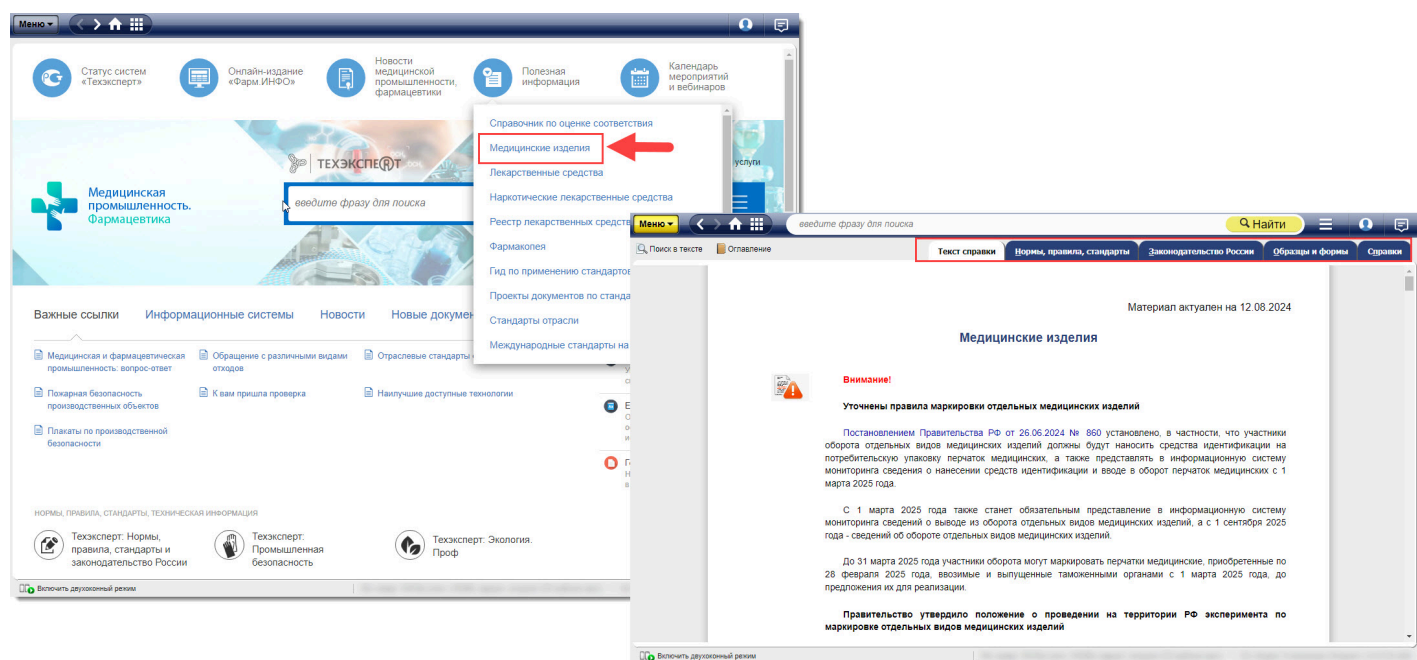 Меню
Статус систем
«Техэксперт»
Онлайн-издание
«Фарм.ИНФО»
Новости
медицинской
промышленности,
фармацевтики
Полезная
информация
Календарь
мероприятий
и вебинаров
Справочник по оценке соответствия
Медицинские изделия
Лекарственные средства
Наркотические лекарственные средства
Реестр лекарственных средств
Фармакопея
Гид по применению стандартов
Проекты документов по станда
Стандарты отрасли
Международные стандарты на
ТЕХЭКСПЕRТ
услуги
Медицинская
промышленность.
Фармацевтика
введите фразу для поиска
Важные ссылки
Информационные системы
Новости
Новые докумен
Медицинская и фармацевтическая
промышленность: вопрос-ответ
Обращение с различными видами
отходов
Отраслевые стандарты
Пожарная безопасность
производственных объектов
К вам пришла проверка
Наилучшие доступные технологии
Плакаты по производственной
безопасности
НОРМЫ, ПРАВИЛА, СТАНДАРТЫ, ТЕХНИЧЕСКАЯ ИНФОРМАЦИЯ
Техэксперт: Нормы,
правила, стандарты и
законодательство России
Техэксперт:
Промышленная
безопасность
Техэксперт: Экология.
Проф
Включить двухоконный режим
Меню
введите фразу для поиска
Найти
Поиск в тексте
Оглавление
Текст справки
Нормы, правила, стандарты
Законодательство России
Образцы и формы
Справки
Материал актуален на 12.08.2024
Медицинские изделия
Внимание!
Уточнены правила маркировки отдельных медицинских изделий
Постановлением Правительства РФ от 26.06.2024 № 860 установлено, в частности, что участники
оборота отдельных видов медицинских изделий должны будут наносить средства идентификации на
потребительскую упаковку перчаток медицинских, а также представлять в информационную систему
мониторинга сведения о нанесении средств идентификации и вводе в оборот перчаток медицинских с 1
марта 2025 года.
С 1 марта 2025 года также станет обязательным представление в информационную систему
мониторинга сведений о выводе из оборота отдельных видов медицинских изделий, а с 1 сентября 2025
года - сведений об обороте отдельных видов медицинских изделий.
До 31 марта 2025 года участники оборота могут маркировать перчатки медицинские, приобретенные по
28 февраля 2025 года, ввозимые и выпущенные таможенными органами с 1 марта 2025 года, до
предложения их для реализации.
Правительство утвердило положение о проведении на территории РФ эксперимента по
маркировке отдельных видов медицинских изделий
Включить двухоконный режим